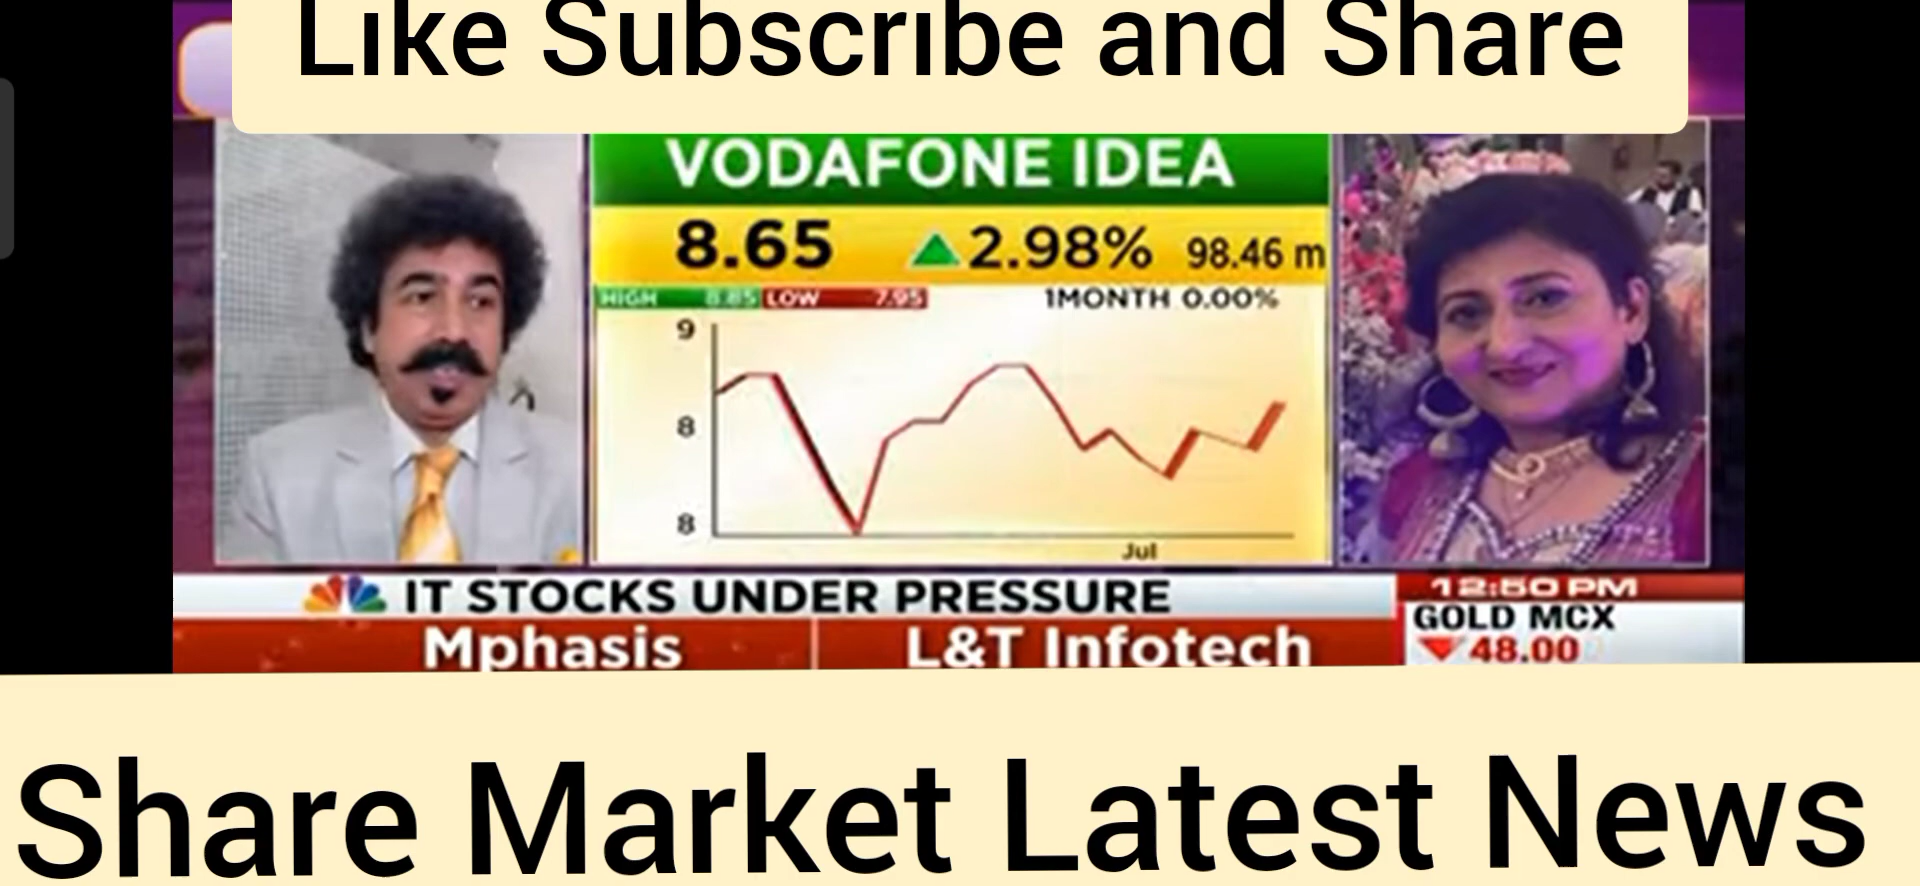 Like Subscribe and Share
VODAFONE IDEA
8.65 ▲2.98% 98.46 m
HIGH 8.85 LOW 7.95 1MONTH 0.00%
9
8
8
Jul
IT STOCKS UNDER PRESSURE
12:50 PM
Mphasis L&T Infotech
GOLD MCX
▼48.00
Share Market Latest News